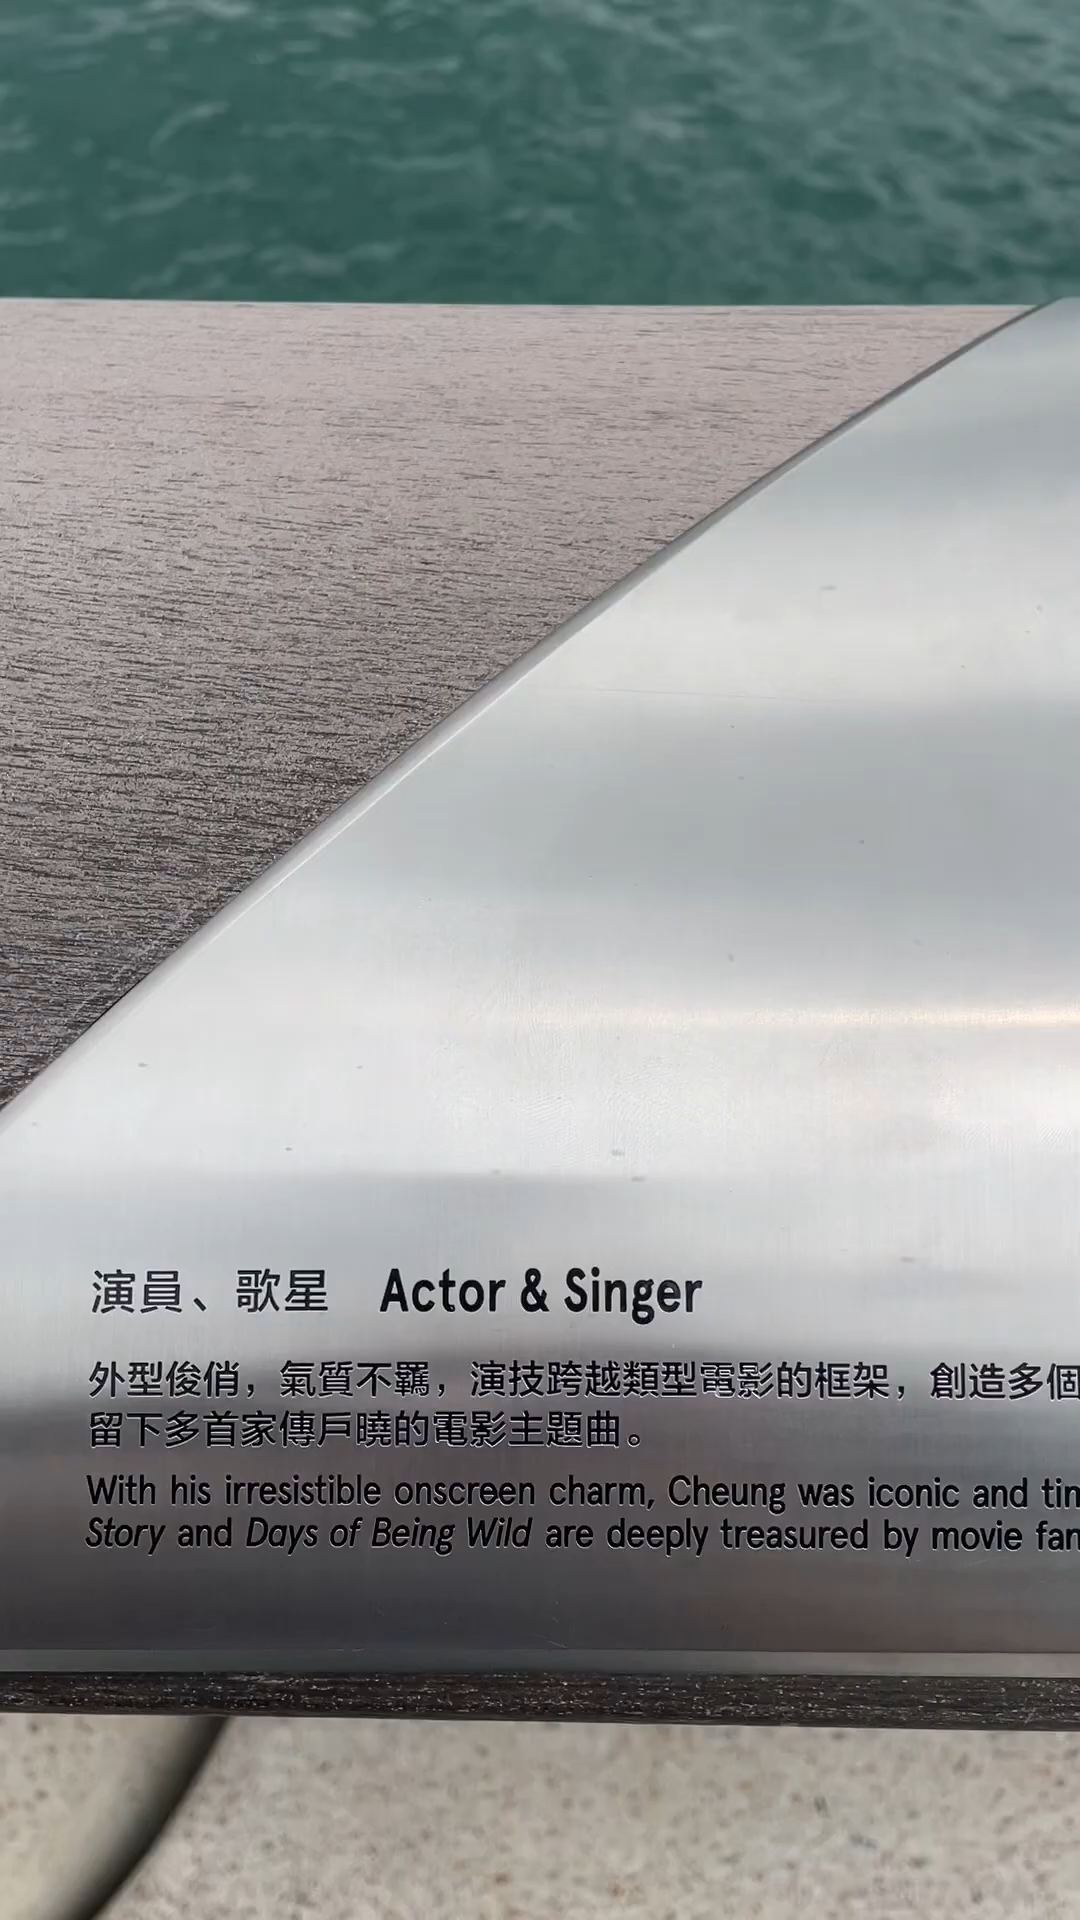 演員、歌星 Actor & Singer
外型俊俏，氣質不羈，演技跨越類型電影的框架，創造多個
留下多首家傳戶曉的電影主題曲。
With his irresistible onscreen charm, Cheung was iconic and
Story and Days of Being Wild are deeply treasured by movie